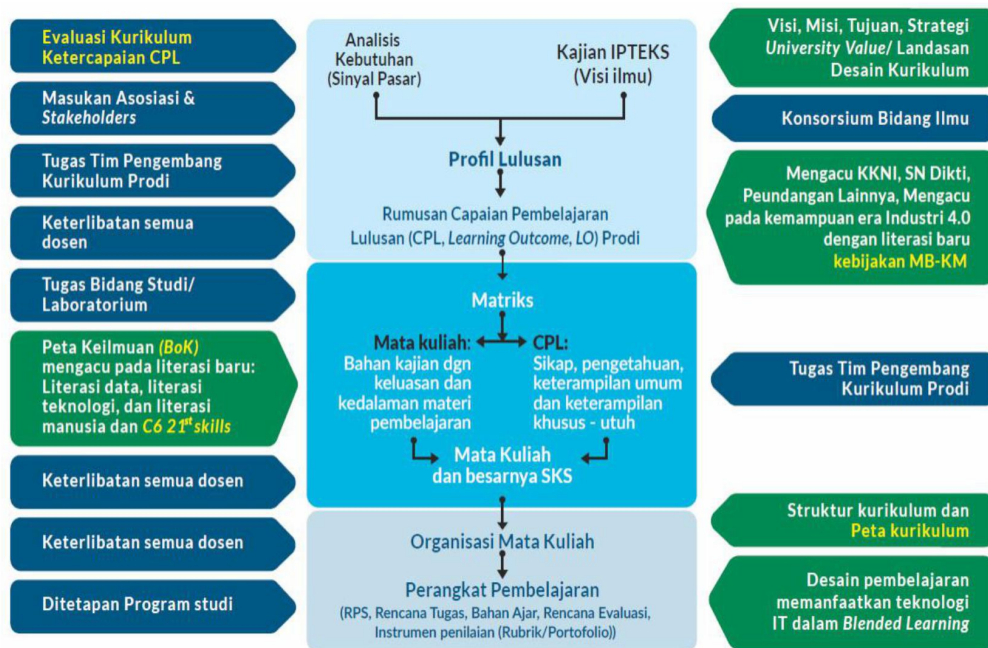 Evaluasi Kurikulum
Ketercapaian CPL
Masukan Asosiasi &
Stakeholders
Tugas Tim Pengembang
Kurikulum Prodi
Keterlibatan semua
dosen
Tugas Bidang Studi/
Laboratorium
Peta Keilmuan (BoK)
mengacu pada literasi baru:
Literasi data, literasi
teknologi, dan literasi
manusia dan C6 21st skills
Keterlibatan semua dosen
Keterlibatan semua dosen
Ditetapan Program studi
Analisis
Kebutuhan
(Sinyal Pasar)
Kajian IPTEKS
(Visi ilmu)
Profil Lulusan
Rumusan Capaian Pembelajaran
Lulusan (CPL, Learning Outcome, LO) Prodi
Matriks
Mata kuliah:
Bahan kajian dgn
keluasan dan
kedalaman materi
pembelajaran
CPL:
Sikap, pengetahuan,
keterampilan umum
dan keterampilan
khusus - utuh
Mata Kuliah
dan besarnya SKS
Organisasi Mata Kuliah
Perangkat Pembelajaran
(RPS, Rencana Tugas, Bahan Ajar, Rencana Evaluasi,
Instrumen penilaian (Rubrik/Portofolio))
Visi, Misi, Tujuan, Strategi
University Value/ Landasan
Desain Kurikulum
Konsorsium Bidang Ilmu
Mengacu KKNI, SN Dikti,
Peundangan Lainnya, Mengacu
pada kemampuan era Industri 4.0
dengan literasi baru
kebijakan MB-KM
Tugas Tim Pengembang
Kurikulum Prodi
Struktur kurikulum dan
Peta kurikulum
Desain pembelajaran
memanfaatkan teknologi
IT dalam Blended Learning